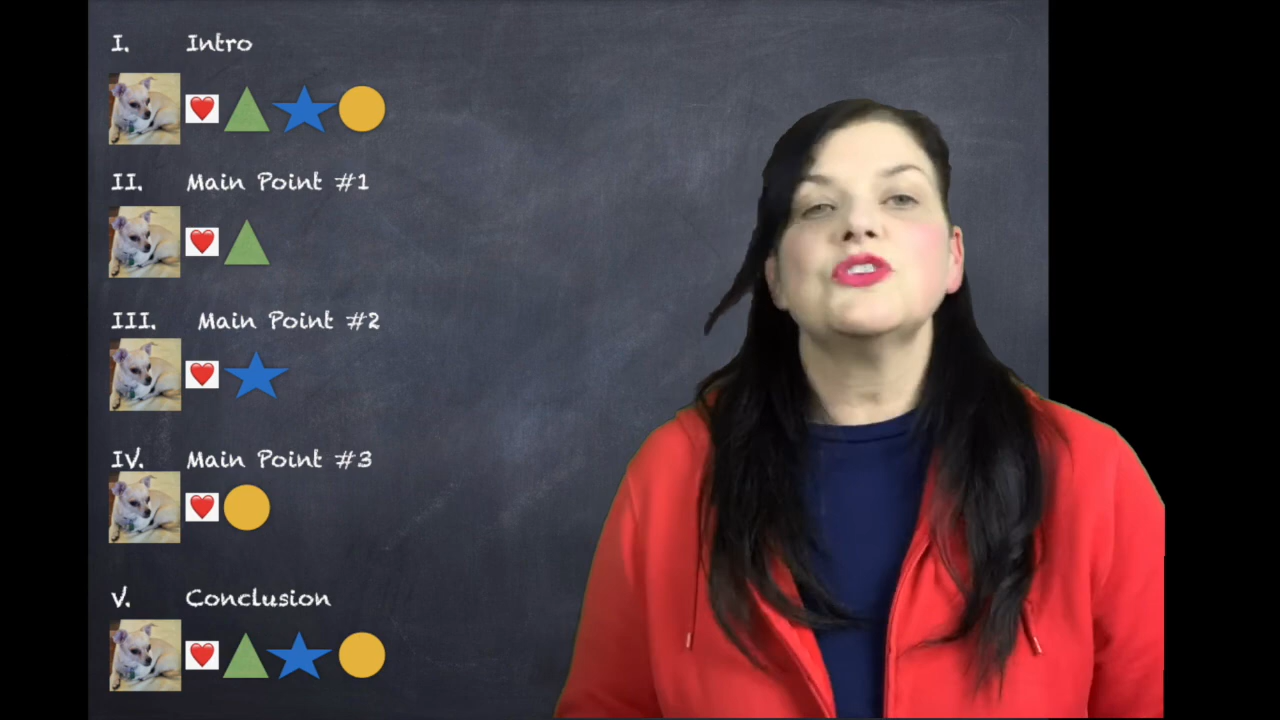 I. Intro
II. Main Point #1
III. Main Point #2
IV. Main Point #3
V. Conclusion